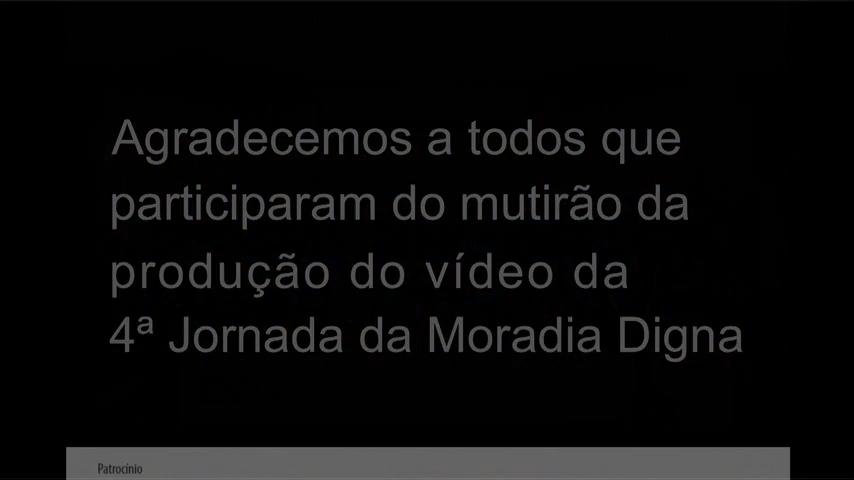 Agradecemos a todos que
participaram do mutirão da
produção do vídeo da
4ª Jornada da Moradia Digna
Patrocínio